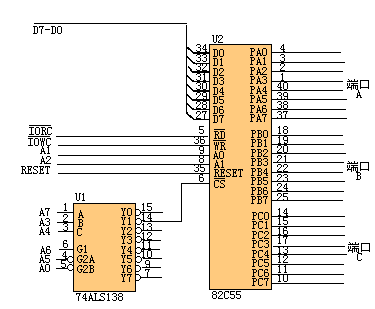 D7-D0
U2
34 D0 PA0 4
33 D1 PA1 3
32 D2 PA2 2
31 D3 PA3 1
30 D4 PA4 40
29 D5 PA5 39
28 D6 PA6 38
27 D7 PA7 37
端口
A
IORC 5 RD PB0 18
IOWC 36 WR PB1 19
A1 9 A0 PB2 20
A2 8 A1 PB3 21
RESET 35 RESET PB4 22
6 CS PB5 23
PB6 24
PB7 25
端口
B
PC0 14
PC1 15
PC2 16
PC3 17
PC4 13
PC5 12
PC6 11
PC7 10
端口
C
82C55
U1
A7 1 A Y0 15
A3 2 B Y1 14
A4 3 C Y2 13
Y3 12
A6 6 G1 Y4 11
A5 4 G2A Y5 10
A0 5 G2B Y6 9
Y7 7
74ALS138